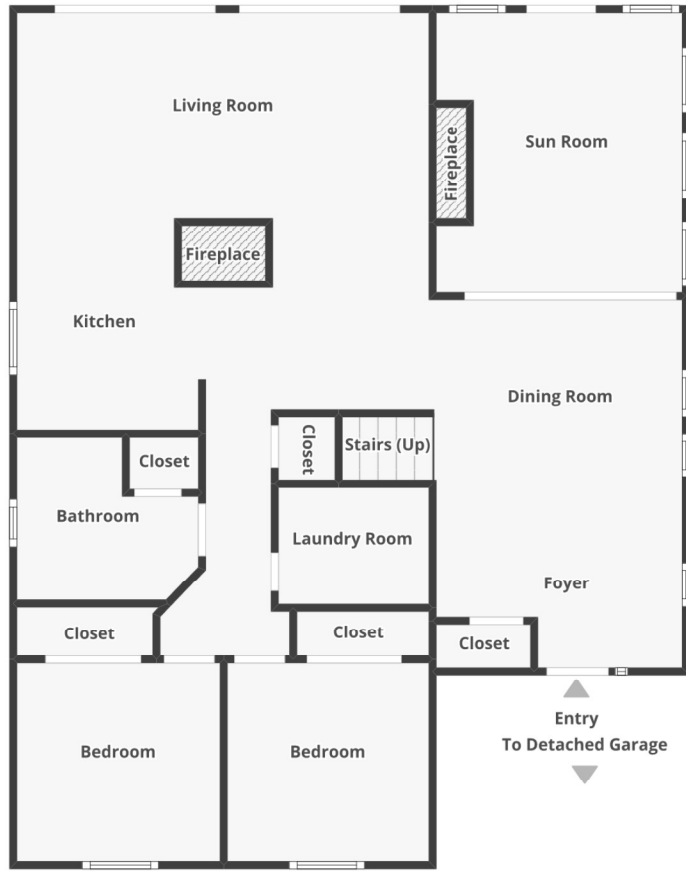 Living Room
Sun Room
Fireplace
Fireplace
Kitchen
Dining Room
Closet
Stairs (Up)
Closet
Bathroom
Laundry Room
Foyer
Closet
Closet
Closet
Entry
To Detached Garage
Bedroom
Bedroom